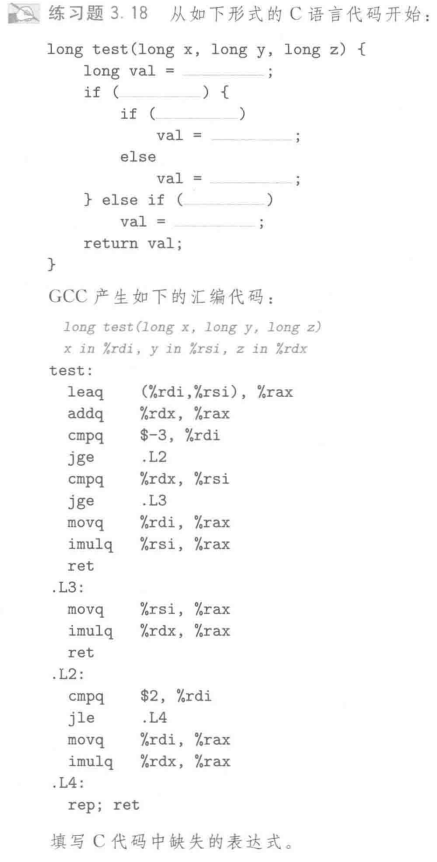 练习题 3.18 从如下形式的 C 语言代码开始：
long test(long x, long y, long z) {
    long val = ________ ;
    if (________) {
        if (________)
            val = ________ ;
        else
            val = ________ ;
    } else if (________)
        val = ________ ;
    return val;
}
GCC 产生如下的汇编代码：
long test(long x, long y, long z)
x in %rdi, y in %rsi, z in %rdx
test:
  leaq    (%rdi,%rsi), %rax
  addq    %rdx, %rax
  cmpq    $-3, %rdi
  jge     .L2
  cmpq    %rdx, %rsi
  jge     .L3
  movq    %rdi, %rax
  imulq   %rsi, %rax
  ret
.L3:
  movq    %rsi, %rax
  imulq   %rdx, %rax
  ret
.L2:
  cmpq    $2, %rdi
  jle     .L4
  movq    %rdi, %rax
  imulq   %rdx, %rax
.L4:
  rep; ret
填写 C 代码中缺失的表达式。